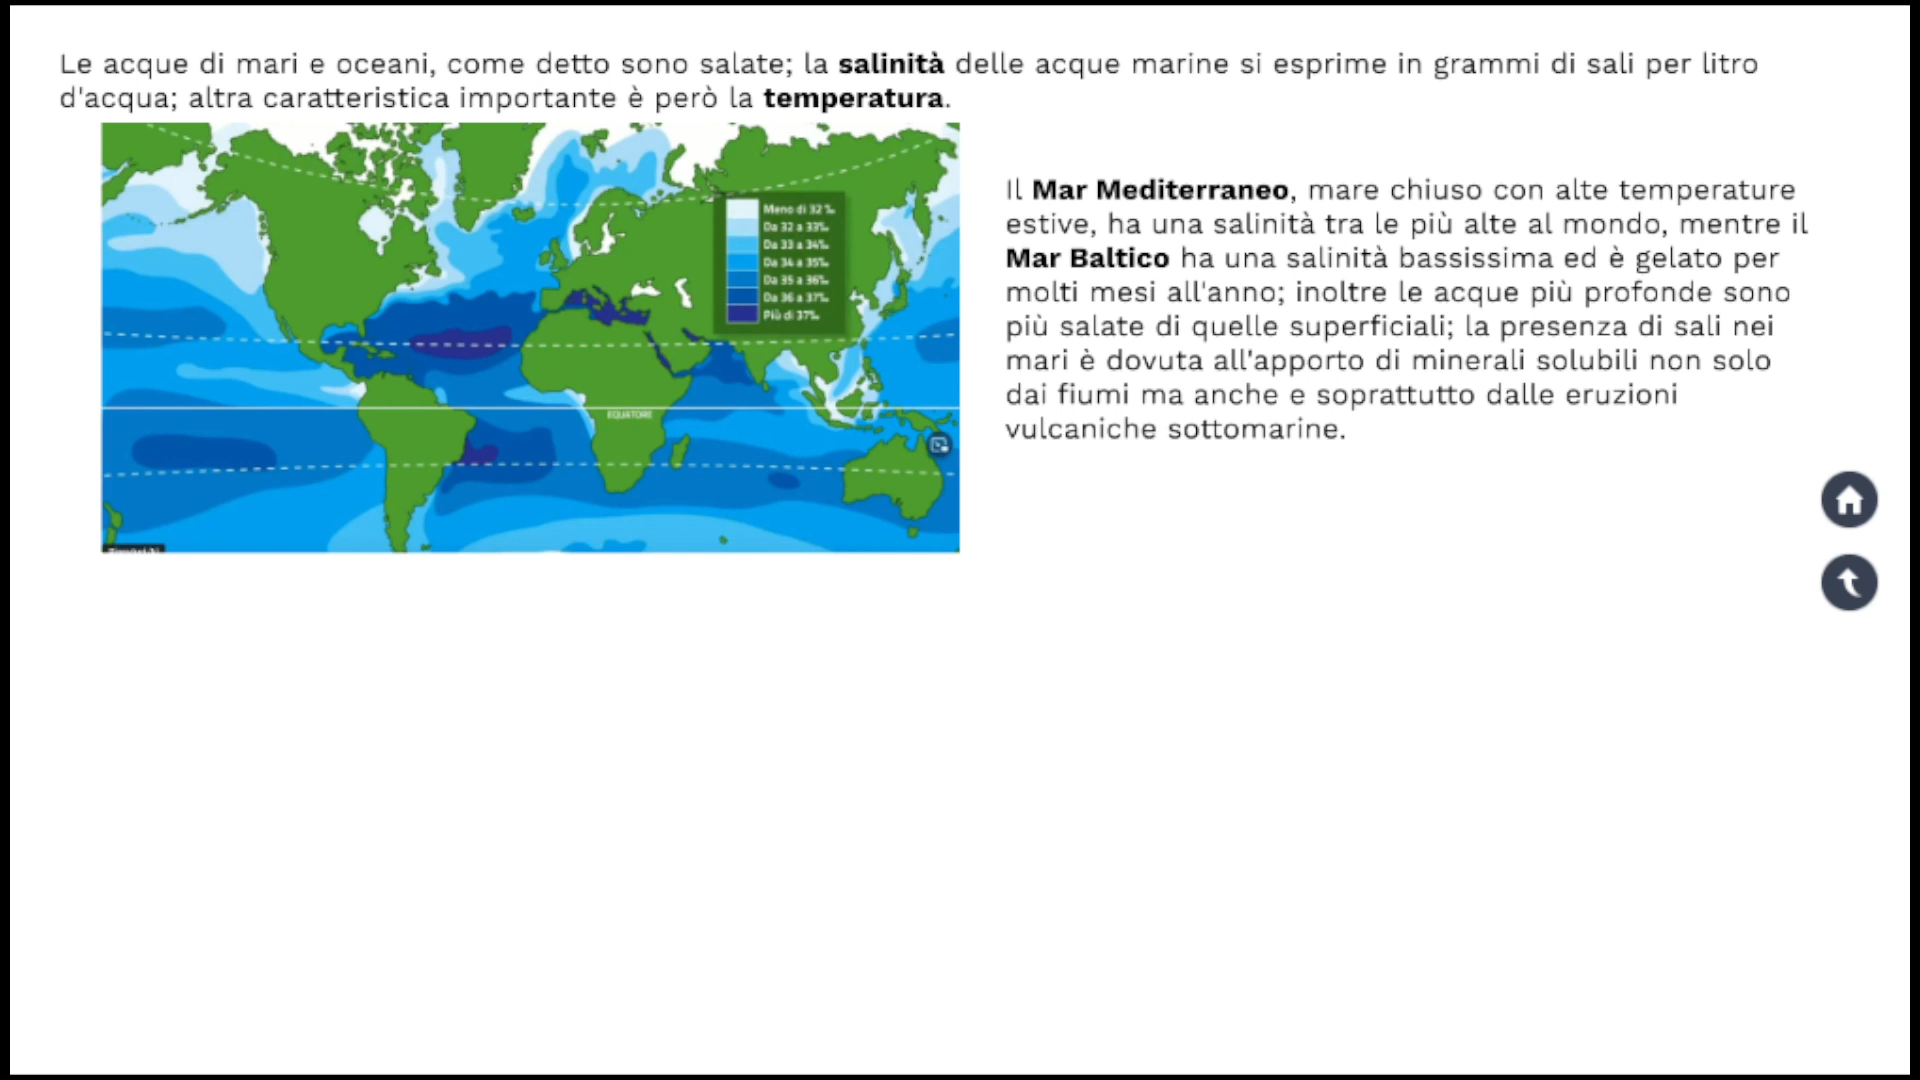 Le acque di mari e oceani, come detto sono salate; la salinità delle acque marine si esprime in grammi di sali per litro
d'acqua; altra caratteristica importante è però la temperatura.
Meno di 32 ‰
Da 32 a 33‰
Da 33 a 34‰
Da 34 a 35‰
Da 35 a 36‰
Da 36 a 37‰
Più di 37‰
EQUATORE
Il Mar Mediterraneo, mare chiuso con alte temperature
estive, ha una salinità tra le più alte al mondo, mentre il
Mar Baltico ha una salinità bassissima ed è gelato per
molti mesi all'anno; inoltre le acque più profonde sono
più salate di quelle superficiali; la presenza di sali nei
mari è dovuta all'apporto di minerali solubili non solo
dai fiumi ma anche e soprattutto dalle eruzioni
vulcaniche sottomarine.